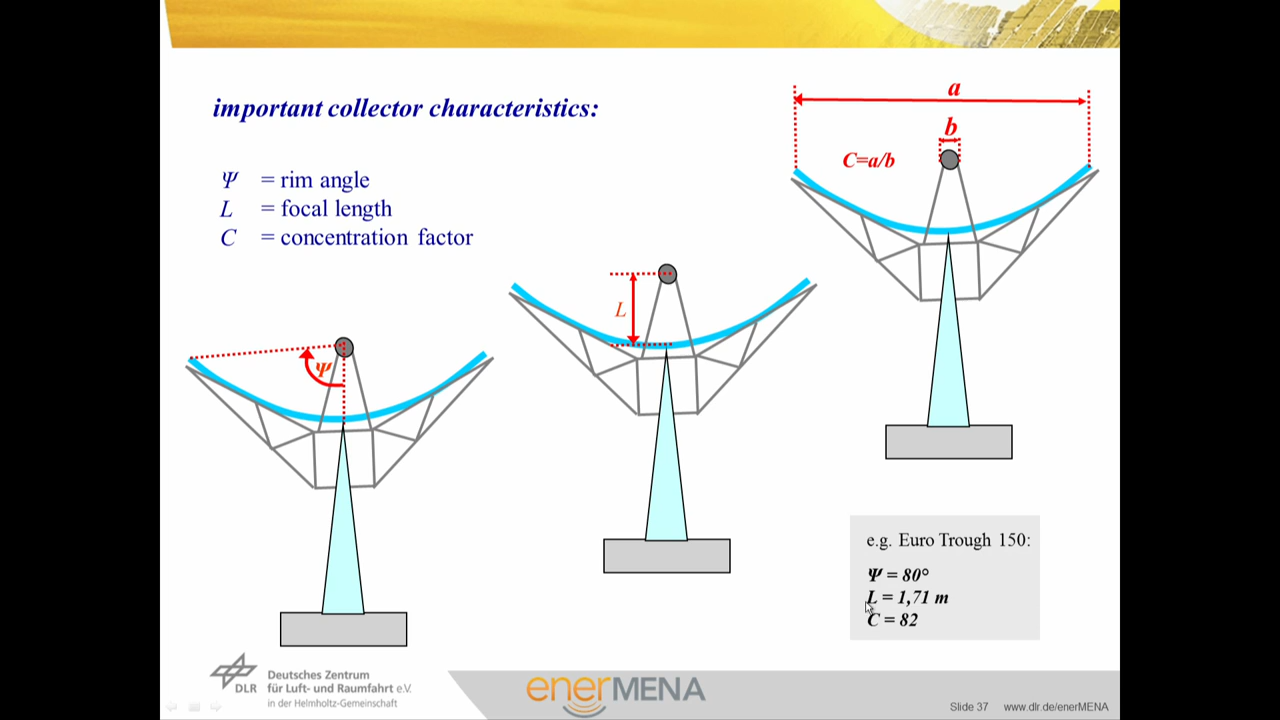 important collector characteristics:
Ψ = rim angle
L = focal length
C = concentration factor
a
b
C=a/b
L
Ψ
e.g. Euro Trough 150:
Ψ = 80°
L = 1,71 m
C = 82
DLR
Deutsches Zentrum
für Luft- und Raumfahrt e.V.
in der Helmholtz-Gemeinschaft
enerMENA
Slide 37 www.dlr.de/enerMENA